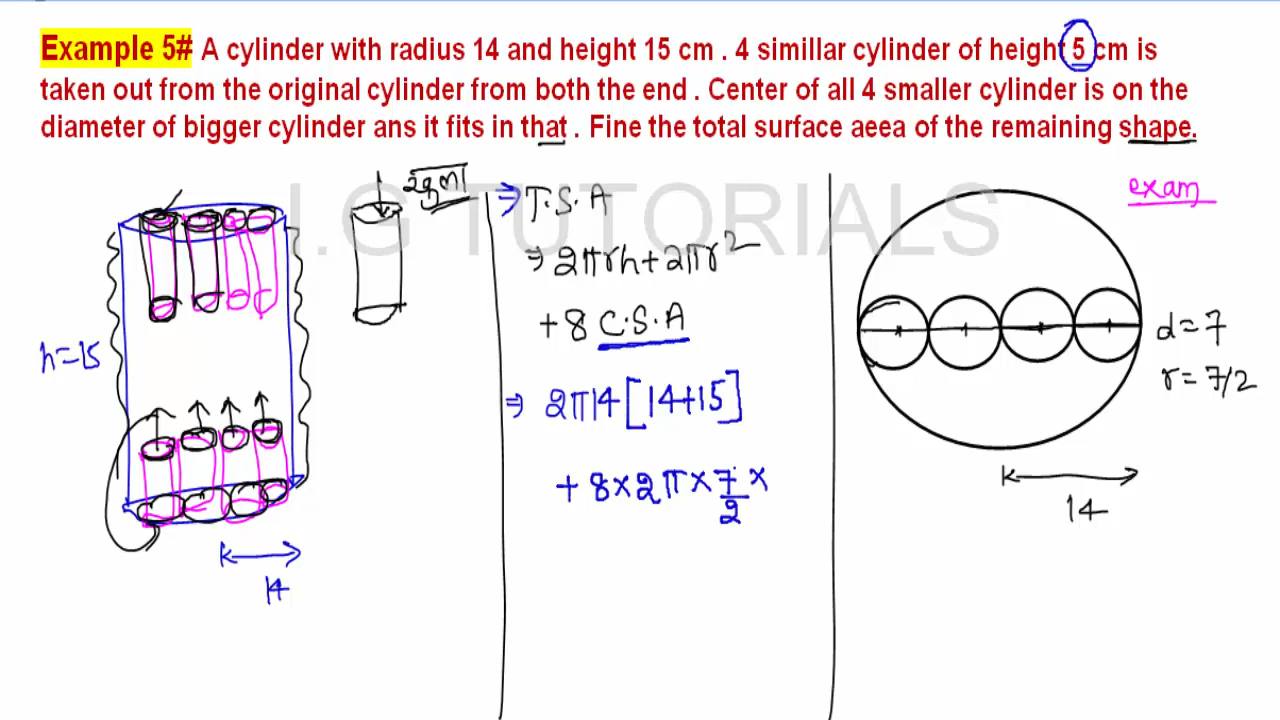 Example 5# A cylinder with radius 14 and height 15 cm . 4 simillar cylinder of height 5 cm is
taken out from the original cylinder from both the end . Center of all 4 smaller cylinder is on the
diameter of bigger cylinder ans it fits in that . Fine the total surface aeea of the remaining shape.
I.G TUTORIALS
h=15
14
⇒ T.S.A
⇒ 2πrh+2πr²
+8 C.S.A
⇒ 2π14[14+15]
+ 8×2π×7/2×
exam
d=7
r=7/2
14